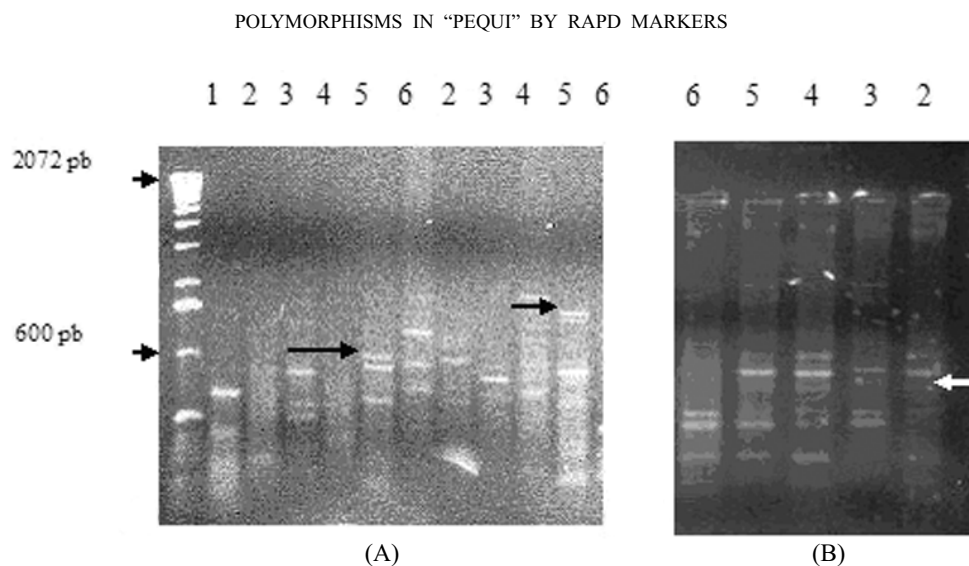 POLYMORPHISMS IN “PEQUI” BY RAPD MARKERS
1 2 3 4 5 6 2 3 4 5 6
6 5 4 3 2
2072 pb
600 pb
(A)
(B)